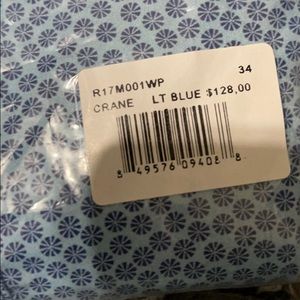 R17M001WP 34
CRANE LT BLUE $128.00
8 49576 09408 8